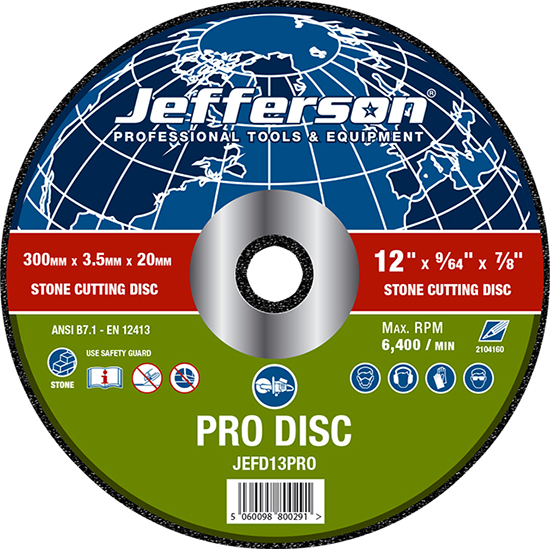 Jefferson®
PROFESSIONAL TOOLS & EQUIPMENT
300MM x 3.5MM x 20MM
STONE CUTTING DISC
12" x 9/64" x 7/8"
STONE CUTTING DISC
ANSI B7.1 - EN 12413
USE SAFETY GUARD
STONE
MAX. RPM
6,400 / MIN
2104160
PRO DISC
JEFD13PRO
5 060098 800291 >